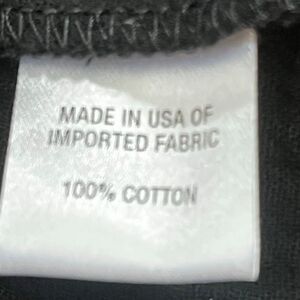 MADE IN USA OF
IMPORTED FABRIC
100% COTTON